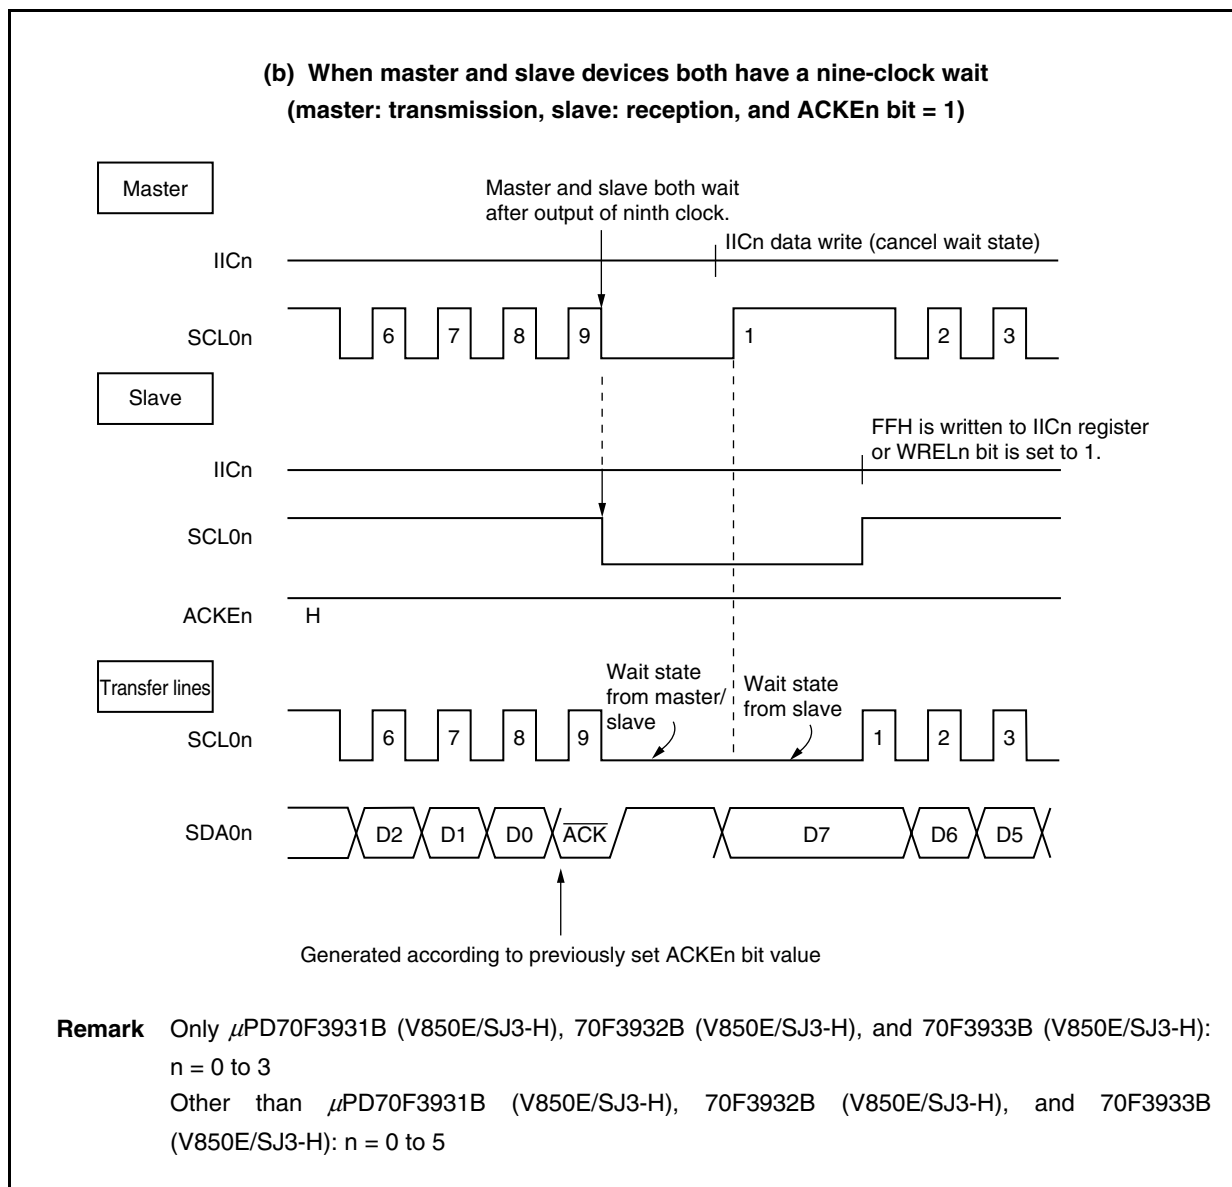 (b) When master and slave devices both have a nine-clock wait
(master: transmission, slave: reception, and ACKEn bit = 1)
Master
Master and slave both wait
after output of ninth clock.
IICn data write (cancel wait state)
IICn
SCL0n
6 7 8 9 1 2 3
Slave
FFH is written to IICn register
or WRELn bit is set to 1.
IICn
SCL0n
ACKEn H
Transfer lines
Wait state
from master/
slave
Wait state
from slave
SCL0n
6 7 8 9 1 2 3
SDA0n
D2 D1 D0 ACK D7 D6 D5
Generated according to previously set ACKEn bit value
Remark Only μPD70F3931B (V850E/SJ3-H), 70F3932B (V850E/SJ3-H), and 70F3933B (V850E/SJ3-H):
n = 0 to 3
Other than μPD70F3931B (V850E/SJ3-H), 70F3932B (V850E/SJ3-H), and 70F3933B
(V850E/SJ3-H): n = 0 to 5